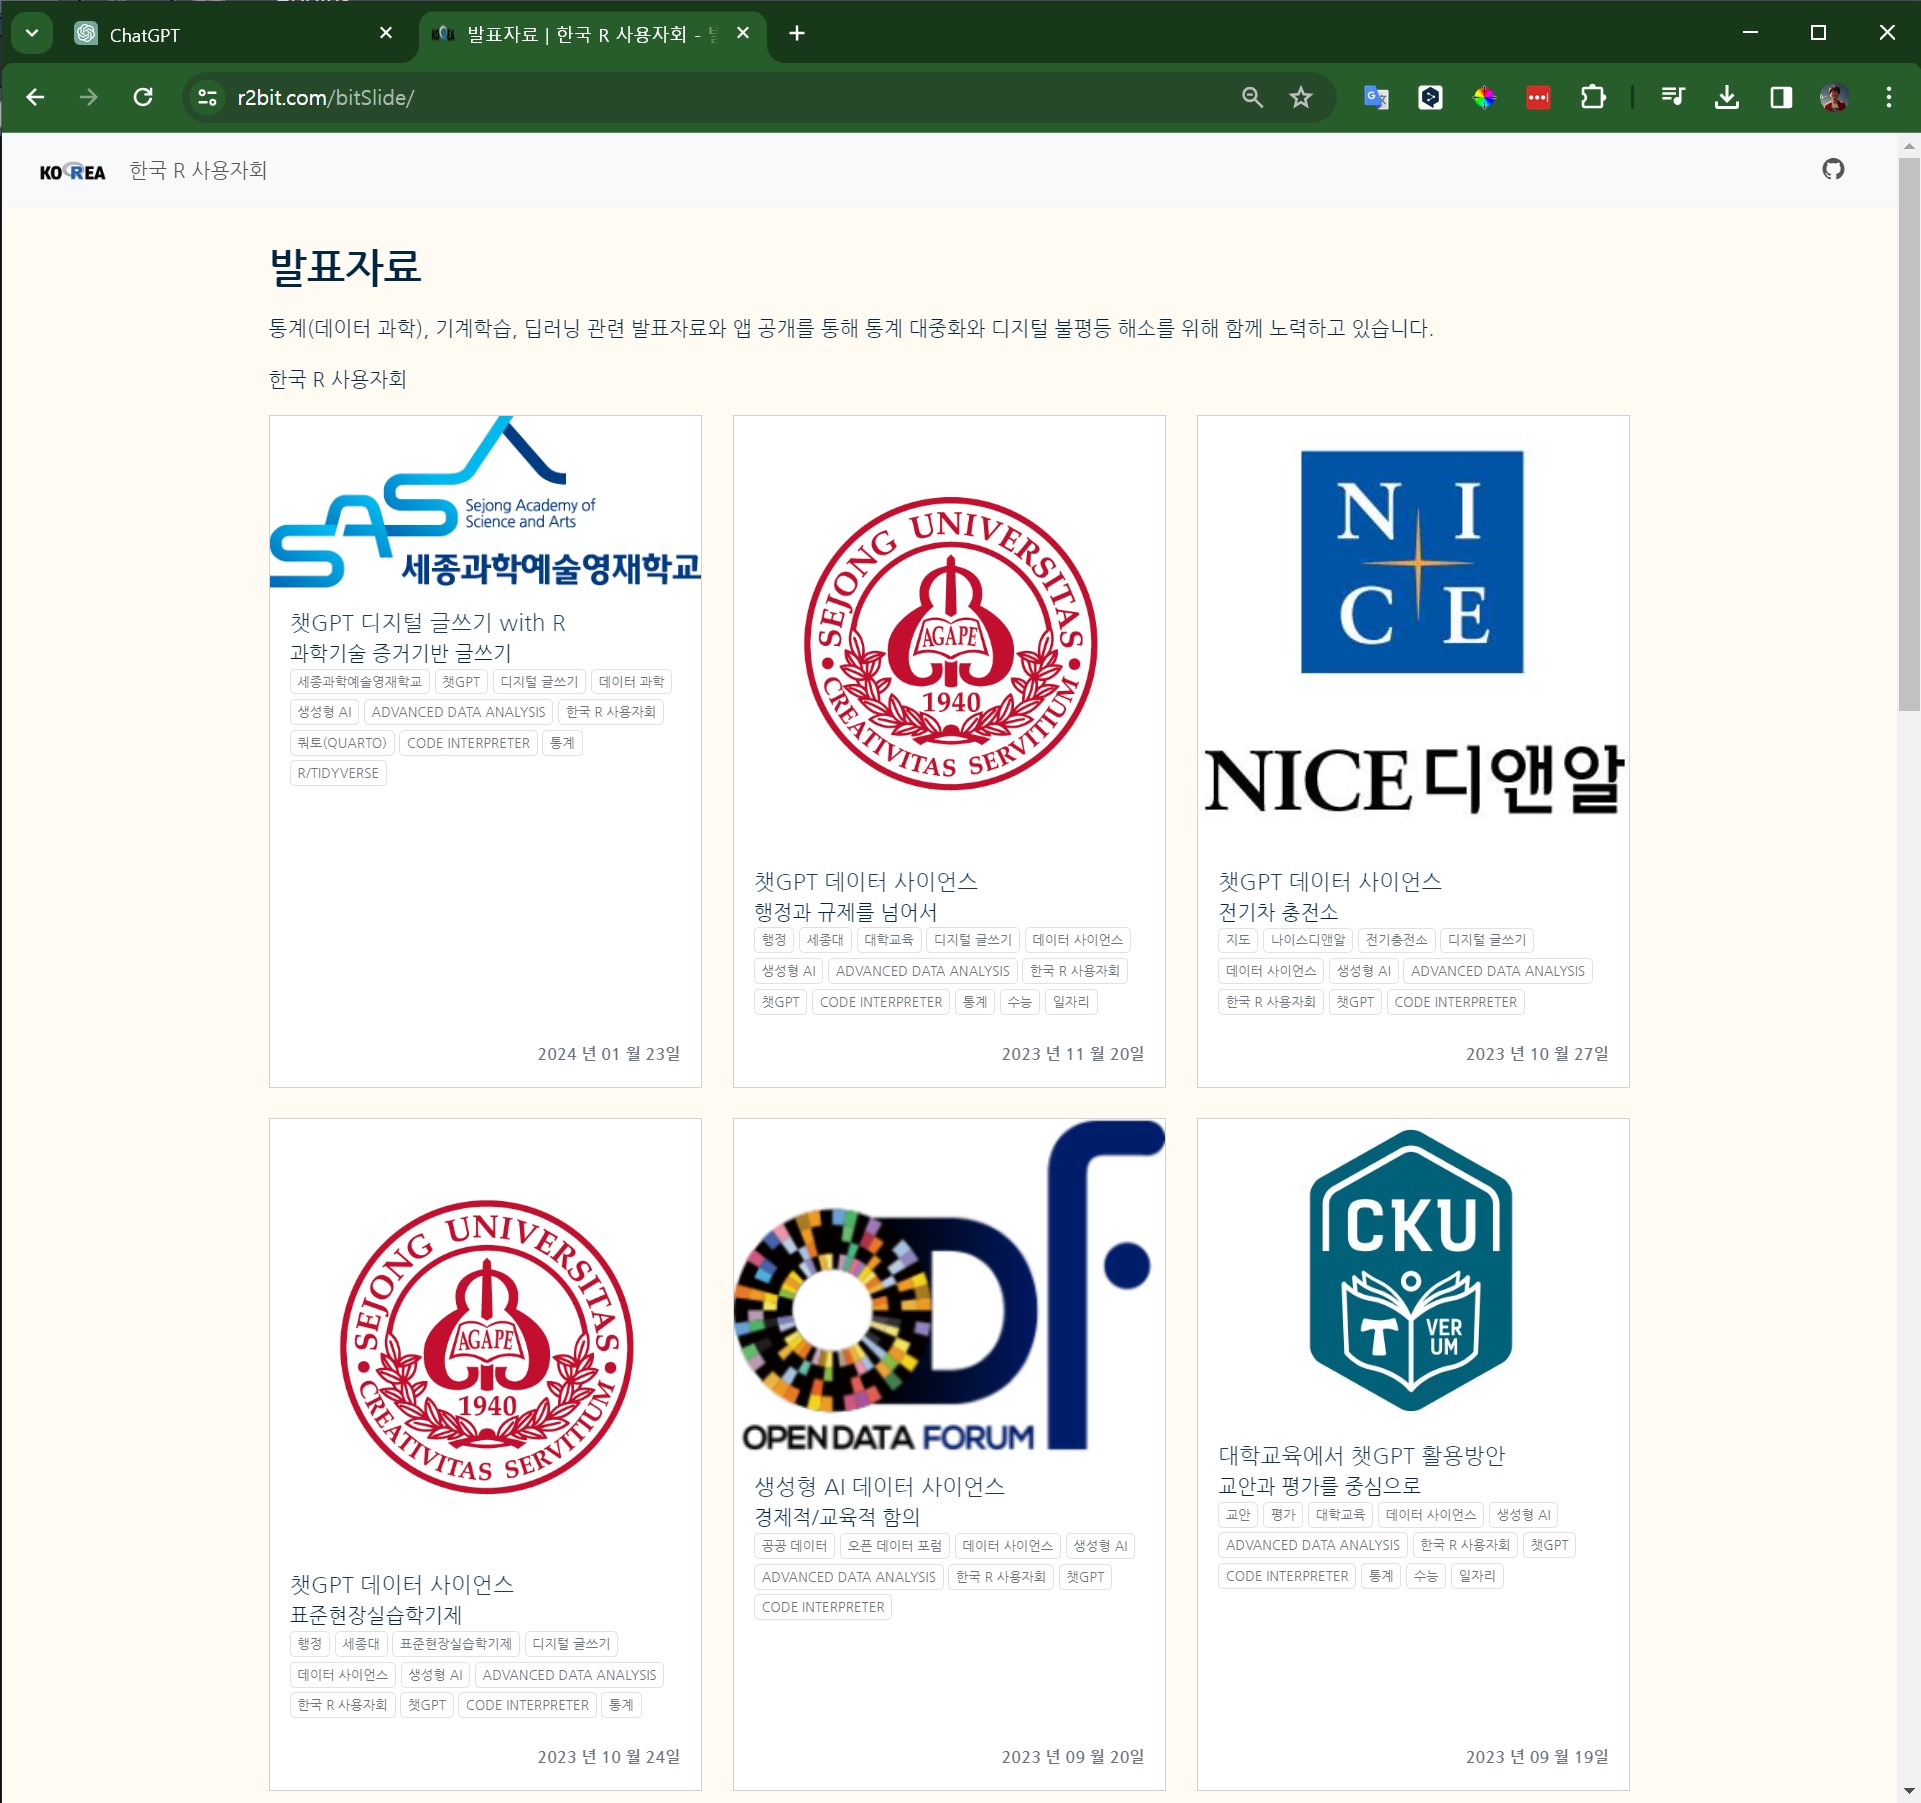 ChatGPT
발표자료 | 한국 R 사용자회 -
r2bit.com/bitSlide/
KOREA 한국 R 사용자회
발표자료
통계(데이터 과학), 기계학습, 딥러닝 관련 발표자료와 앱 공개를 통해 통계 대중화와 디지털 불평등 해소를 위해 함께 노력하고 있습니다.
한국 R 사용자회
SASA
Sejong Academy of
Science and Arts
세종과학예술영재학교
챗GPT 디지털 글쓰기 with R
과학기술 증거기반 글쓰기
세종과학예술영재학교 챗GPT 디지털 글쓰기 데이터 과학
생성형 AI ADVANCED DATA ANALYSIS 한국 R 사용자회
쿼토(QUARTO) CODE INTERPRETER 통계
R/TIDYVERSE
2024 년 01 월 23일
SEJONG UNIVERSITAS
AGAPE
1940
CREATIVITAS SERVITIUM
챗GPT 데이터 사이언스
행정과 규제를 넘어서
행정 세종대 대학교육 디지털 글쓰기 데이터 사이언스
생성형 AI ADVANCED DATA ANALYSIS 한국 R 사용자회
챗GPT CODE INTERPRETER 통계 수능 일자리
2023 년 11 월 20일
NI
CE
NICE디앤알
챗GPT 데이터 사이언스
전기차 충전소
지도 나이스디앤알 전기충전소 디지털 글쓰기
데이터 사이언스 생성형 AI ADVANCED DATA ANALYSIS
한국 R 사용자회 챗GPT CODE INTERPRETER
2023 년 10 월 27일
SEJONG UNIVERSITAS
AGAPE
1940
CREATIVITAS SERVITIUM
챗GPT 데이터 사이언스
표준현장실습학기제
행정 세종대 표준현장실습학기제 디지털 글쓰기
데이터 사이언스 생성형 AI ADVANCED DATA ANALYSIS
한국 R 사용자회 챗GPT CODE INTERPRETER 통계
2023 년 10 월 24일
ODF
OPEN DATA FORUM
생성형 AI 데이터 사이언스
경제적/교육적 함의
공공 데이터 오픈 데이터 포럼 데이터 사이언스 생성형 AI
ADVANCED DATA ANALYSIS 한국 R 사용자회 챗GPT
CODE INTERPRETER
2023 년 09 월 20일
CKU
T VER
UM
대학교육에서 챗GPT 활용방안
교안과 평가를 중심으로
교안 평가 대학교육 데이터 사이언스 생성형 AI
ADVANCED DATA ANALYSIS 한국 R 사용자회 챗GPT
CODE INTERPRETER 통계 수능 일자리
2023 년 09 월 19일